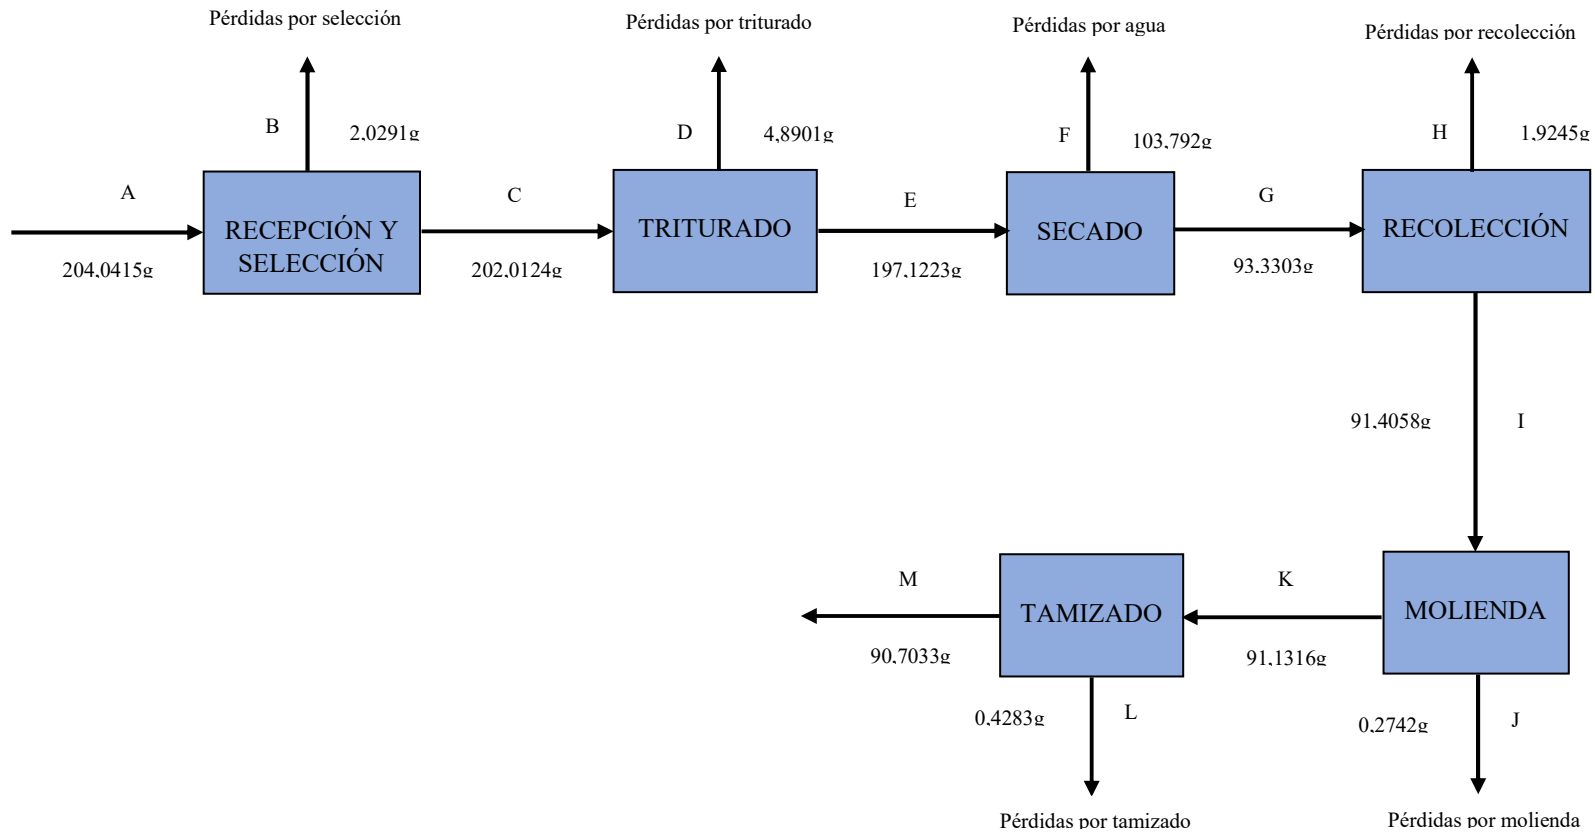 Pérdidas por selección
Pérdidas por triturado
Pérdidas por agua
Pérdidas por recolección
B
2,0291g
D
4,8901g
F
103,792g
H
1,9245g
A
RECEPCIÓN Y
SELECCIÓN
C
TRITURADO
E
SECADO
G
RECOLECCIÓN
204,0415g
202,0124g
197,1223g
93,3303g
91,4058g
I
M
TAMIZADO
K
MOLIENDA
90,7033g
91,1316g
0,4283g
L
0,2742g
J
Pérdidas por tamizado
Pérdidas por molienda